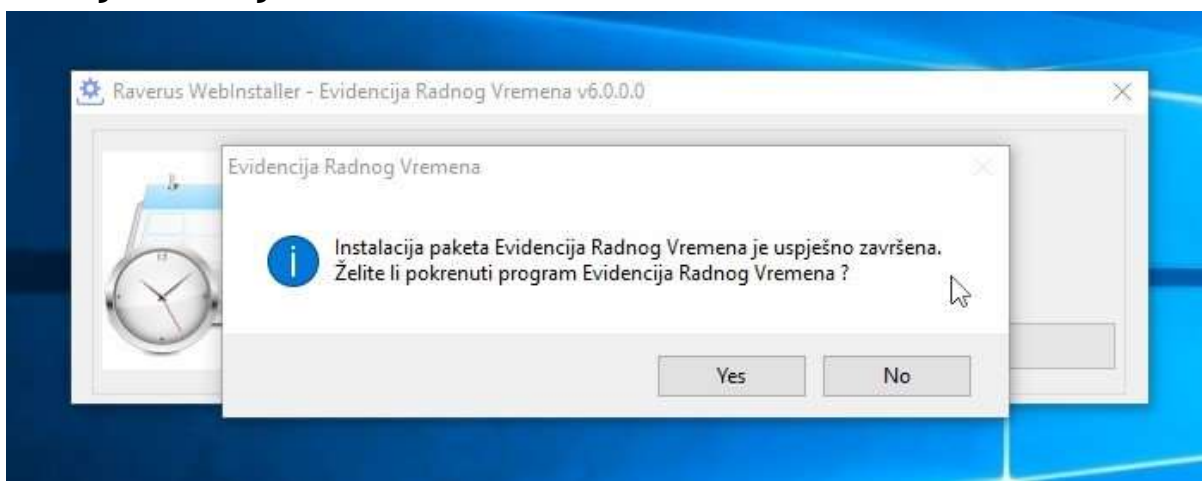 Raverus WebInstaller - Evidencija Radnog Vremena v6.0.0.0
Evidencija Radnog Vremena
Instalacija paketa Evidencija Radnog Vremena je uspješno završena.
Želite li pokrenuti program Evidencija Radnog Vremena ?
Yes
No